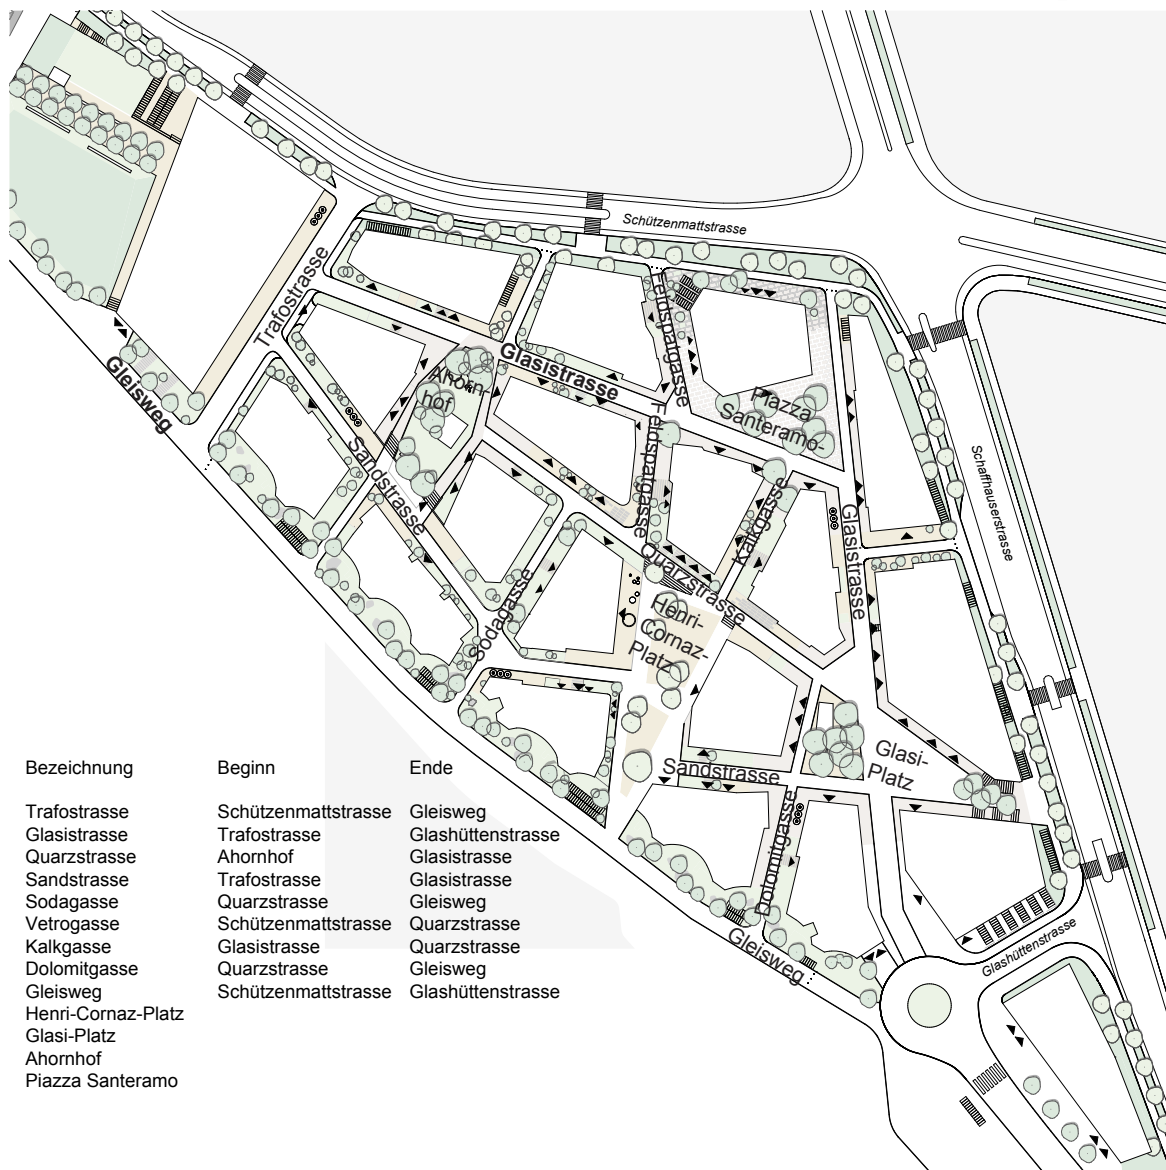 Schützenmattstrasse
Trafostrasse
Feldspatgasse
Glasistrasse
Gleisweg
Ahorn-
hof
Piazza
Santeramo-
Feldspatgasse
Sandstrasse
Kalkgasse
Glasistrasse
Schaffhauserstrasse
Quarzstrasse
Sodagasse
Henri-
Cornaz-
Platz
Glasi-
Platz
Sandstrasse
Dolomitgasse
Gleisweg
Glashüttenstrasse
Bezeichnung Beginn Ende
Trafostrasse Schützenmattstrasse Gleisweg
Glasistrasse Trafostrasse Glashüttenstrasse
Quarzstrasse Ahornhof Glasistrasse
Sandstrasse Trafostrasse Glasistrasse
Sodagasse Quarzstrasse Gleisweg
Vetrogasse Schützenmattstrasse Quarzstrasse
Kalkgasse Glasistrasse Quarzstrasse
Dolomitgasse Quarzstrasse Gleisweg
Gleisweg Schützenmattstrasse Glashüttenstrasse
Henri-Cornaz-Platz
Glasi-Platz
Ahornhof
Piazza Santeramo